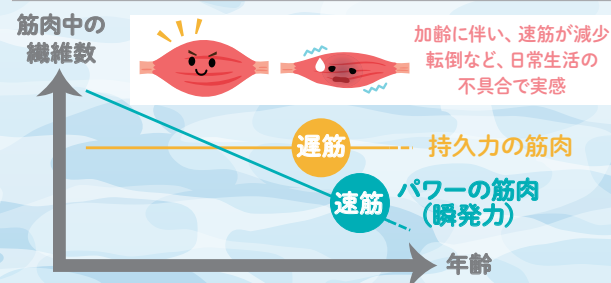 筋肉中の
繊維数
加齢に伴い、速筋が減少
転倒など、日常生活の
不具合で実感
遅筋
持久力の筋肉
速筋
パワーの筋肉
（瞬発力）
年齢